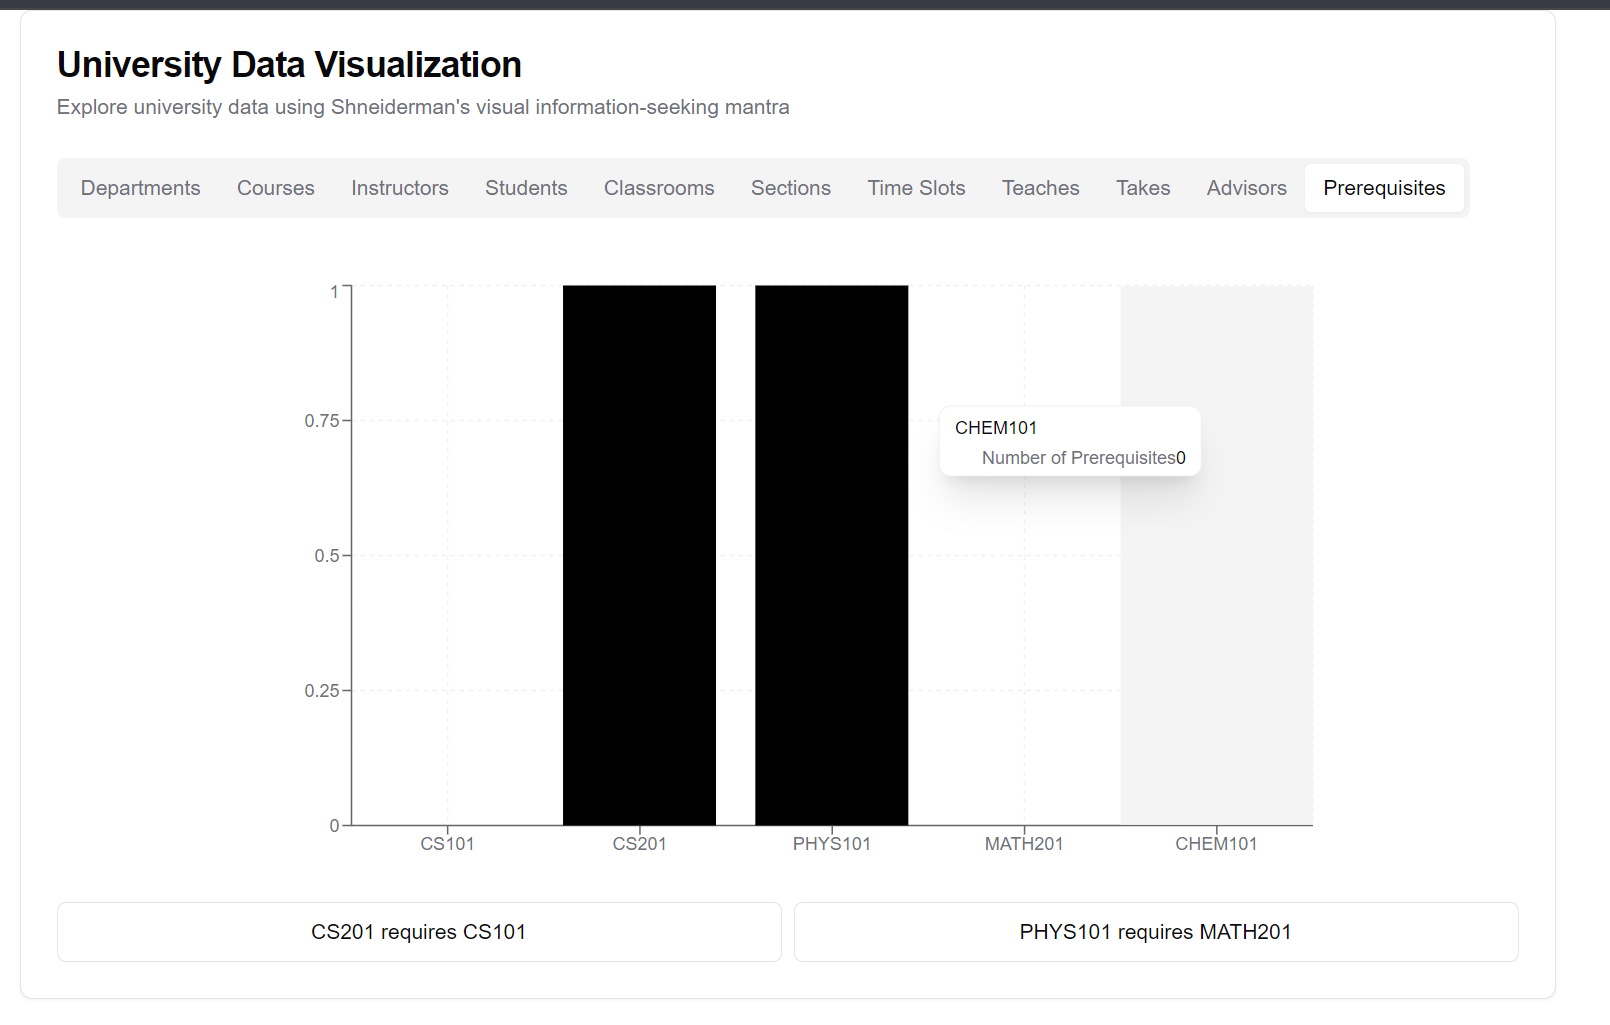 University Data Visualization
Explore university data using Shneiderman's visual information-seeking mantra
Departments Courses Instructors Students Classrooms Sections Time Slots Teaches Takes Advisors Prerequisites
1
0.75
CHEM101
Number of Prerequisites0
0.5
0.25
0
CS101 CS201 PHYS101 MATH201 CHEM101
CS201 requires CS101
PHYS101 requires MATH201